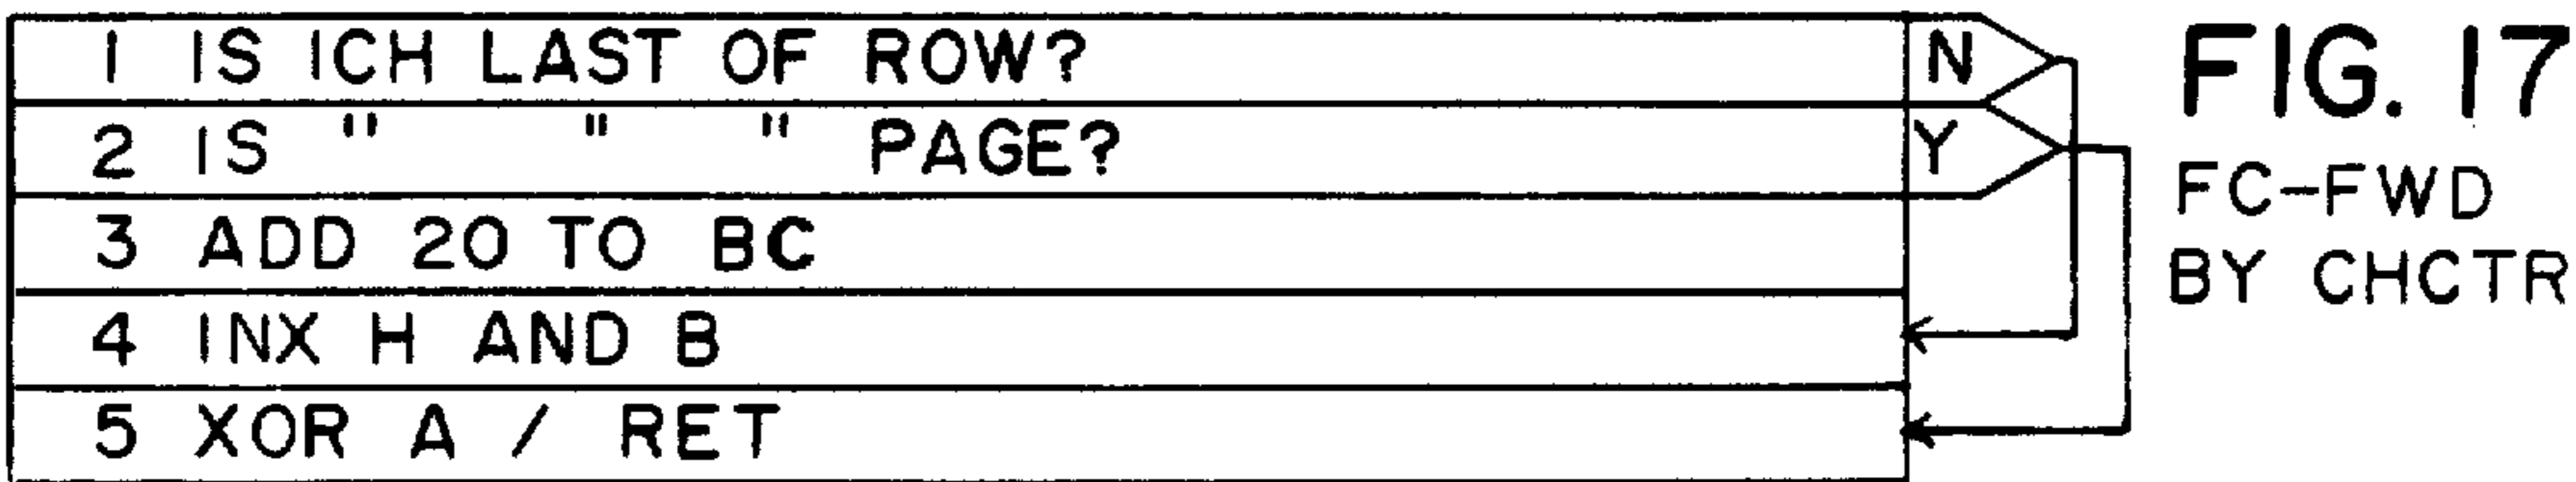 1 IS ICH LAST OF ROW? N
2 IS " " " PAGE? Y
3 ADD 20 TO BC
4 INX H AND B
5 XOR A / RET
FIG. 17
FC-FWD
BY CHCTR